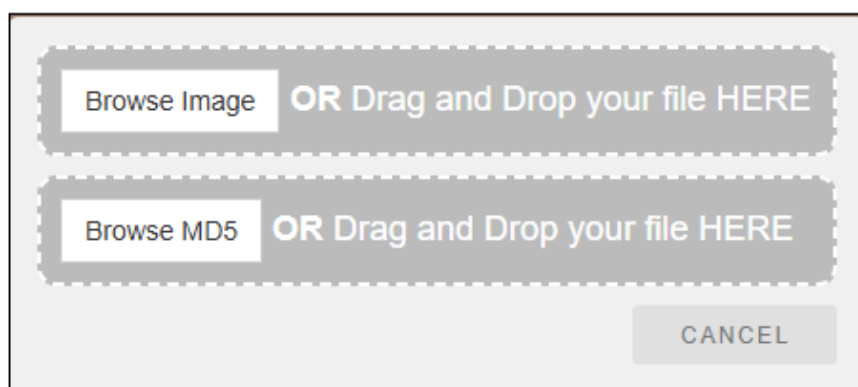 Browse Image OR Drag and Drop your file HERE
Browse MD5 OR Drag and Drop your file HERE
CANCEL